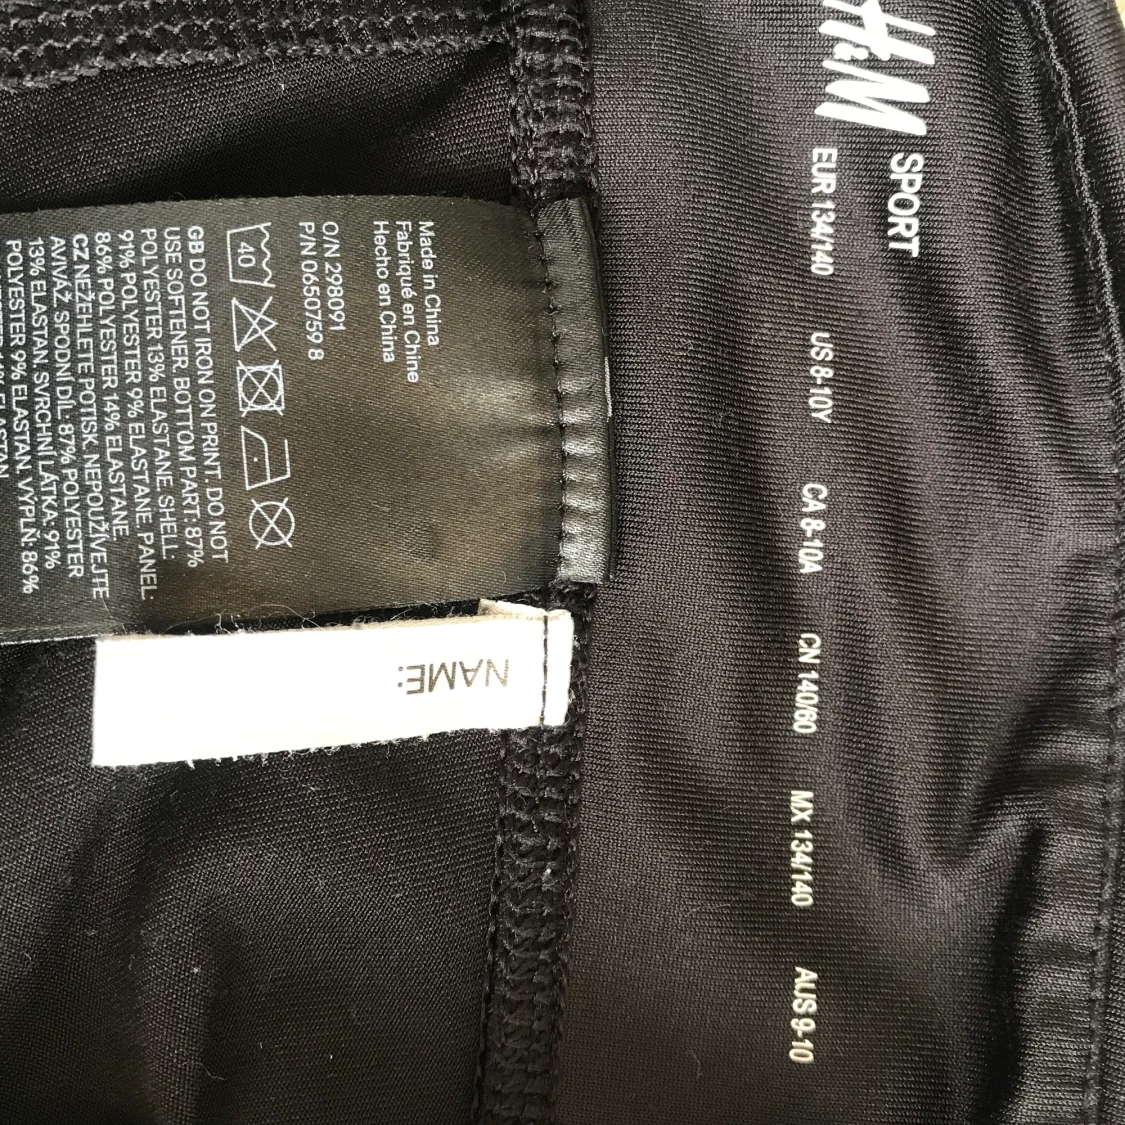 H&M
SPORT
EUR 134/140 US 8-10Y CA 8-10A CN 140/60 MX 134/140 AUS 9-10
Made in China
Fabriqué en Chine
Hecho en China
O/N 298091
P/N 0650759 8
40
GB DO NOT IRON ON PRINT. DO NOT
USE SOFTENER. BOTTOM PART: 87%
POLYESTER 13% ELASTANE. SHELL:
91% POLYESTER 9% ELASTANE. PANEL:
86% POLYESTER 14% ELASTANE.
CZ NEŽEHLETE POTISK. NEPOUŽÍVEJTE
AVIVÁŽ. SPODNÍ DÍL: 87% POLYESTER
13% ELASTAN. SVRCHNÍ LÁTKA: 91%
POLYESTER 9% ELASTAN. VÝPLŇ: 86%
NAME: